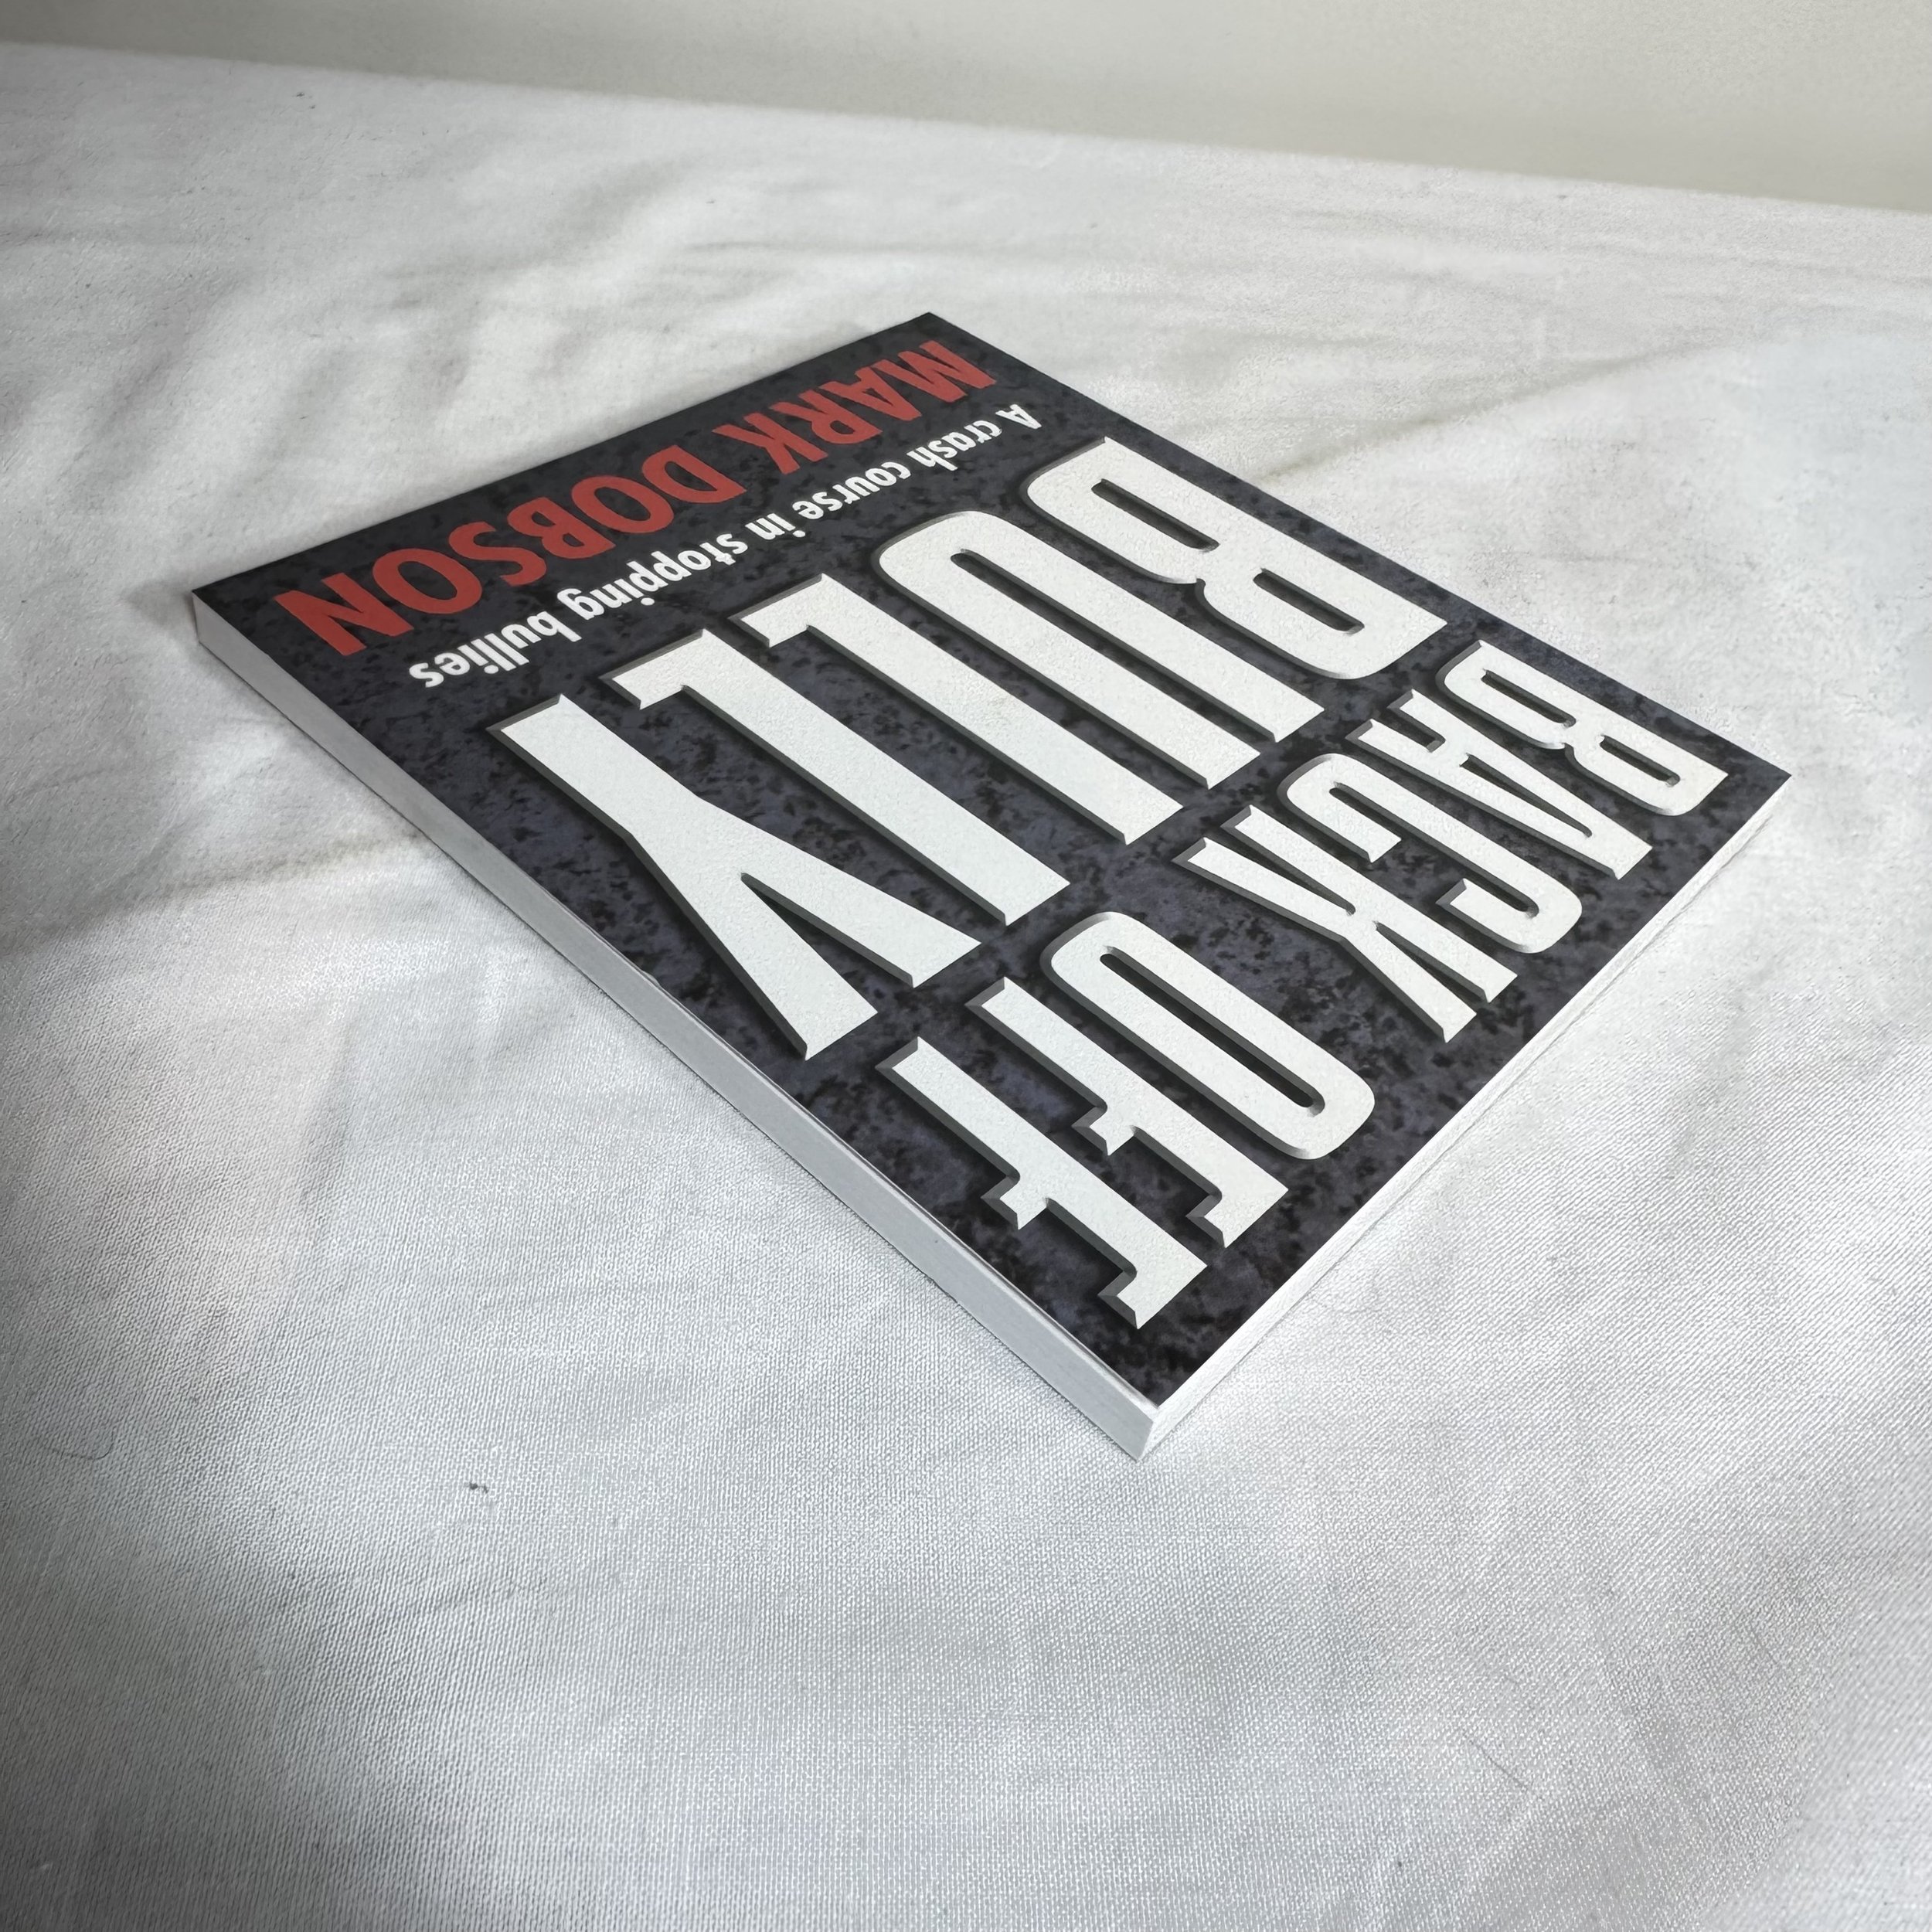 BACK OFF
BULLY
A crash course in stopping bullies
MARK DOBSON